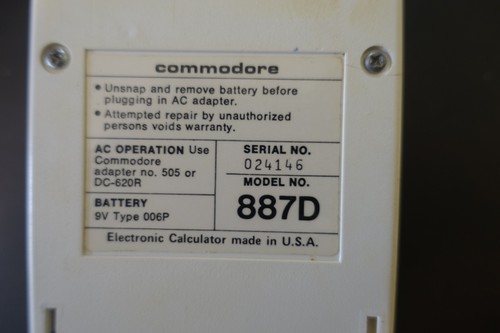 commodore
• Unsnap and remove battery before
plugging in AC adapter.
• Attempted repair by unauthorized
persons voids warranty.
AC OPERATION Use
Commodore
adapter no. 505 or
DC-620R
BATTERY
9V Type 006P
SERIAL NO.
024146
MODEL NO.
887D
Electronic Calculator made in U.S.A.